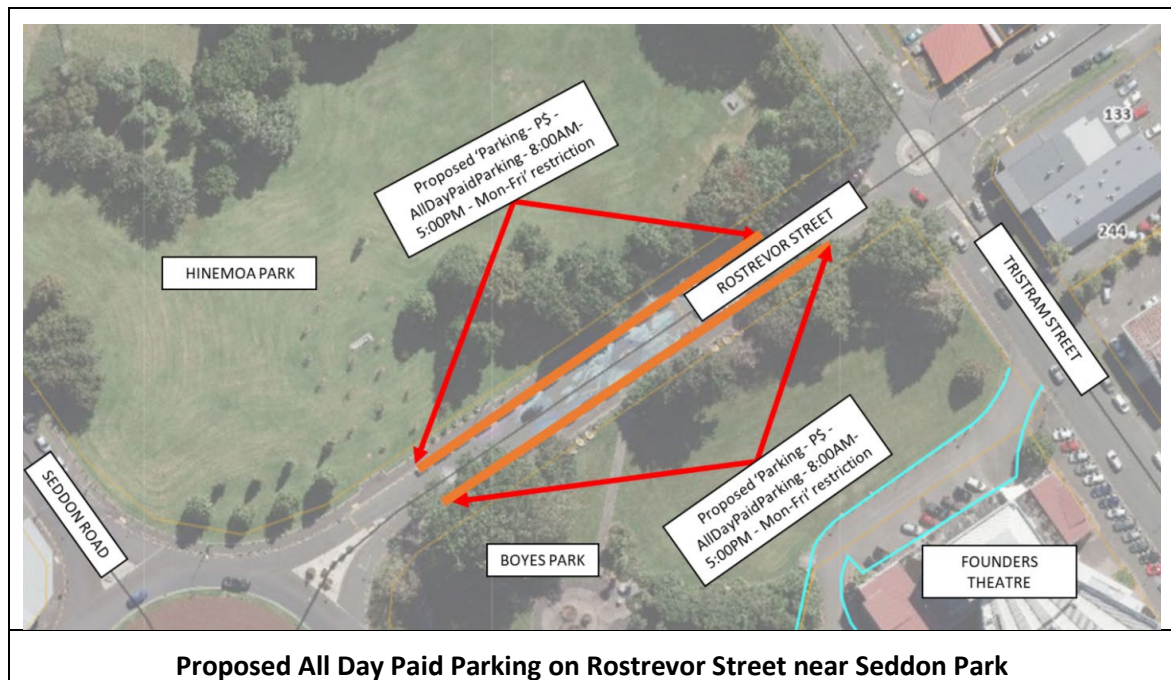 Proposed 'Parking - P$ -
AllDayPaidParking - 8:00AM-
5:00PM - Mon-Fri' restriction
133
ROSTREVOR STREET
244
HINEMOA PARK
TRISTRAM STREET
Proposed 'Parking - P$ -
AllDayPaidParking - 8:00AM-
5:00PM - Mon-Fri' restriction
SEDDON ROAD
BOYES PARK
FOUNDERS
THEATRE
Proposed All Day Paid Parking on Rostrevor Street near Seddon Park